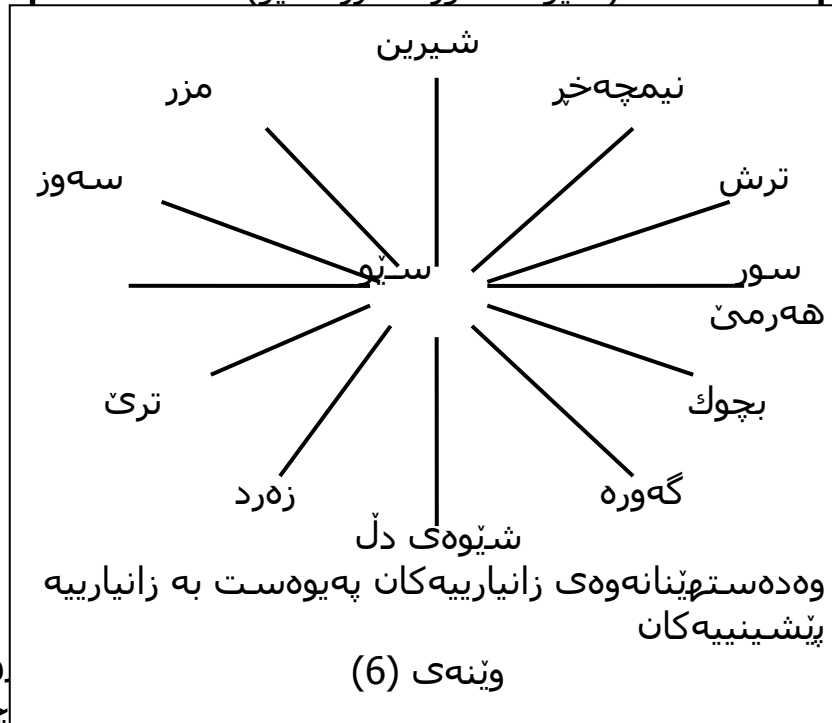 شیرین
نیمچەخڕ
مزر
ترش
سەوز
سور
سێو
هەرمێ
بچوك
ترێ
گەورە
زەرد
شێوەی دڵ
وەدەستهێنانەوەی زانیارییەکان پەیوەست بە زانیارییە
پێشینییەکان
وێنەی (6)